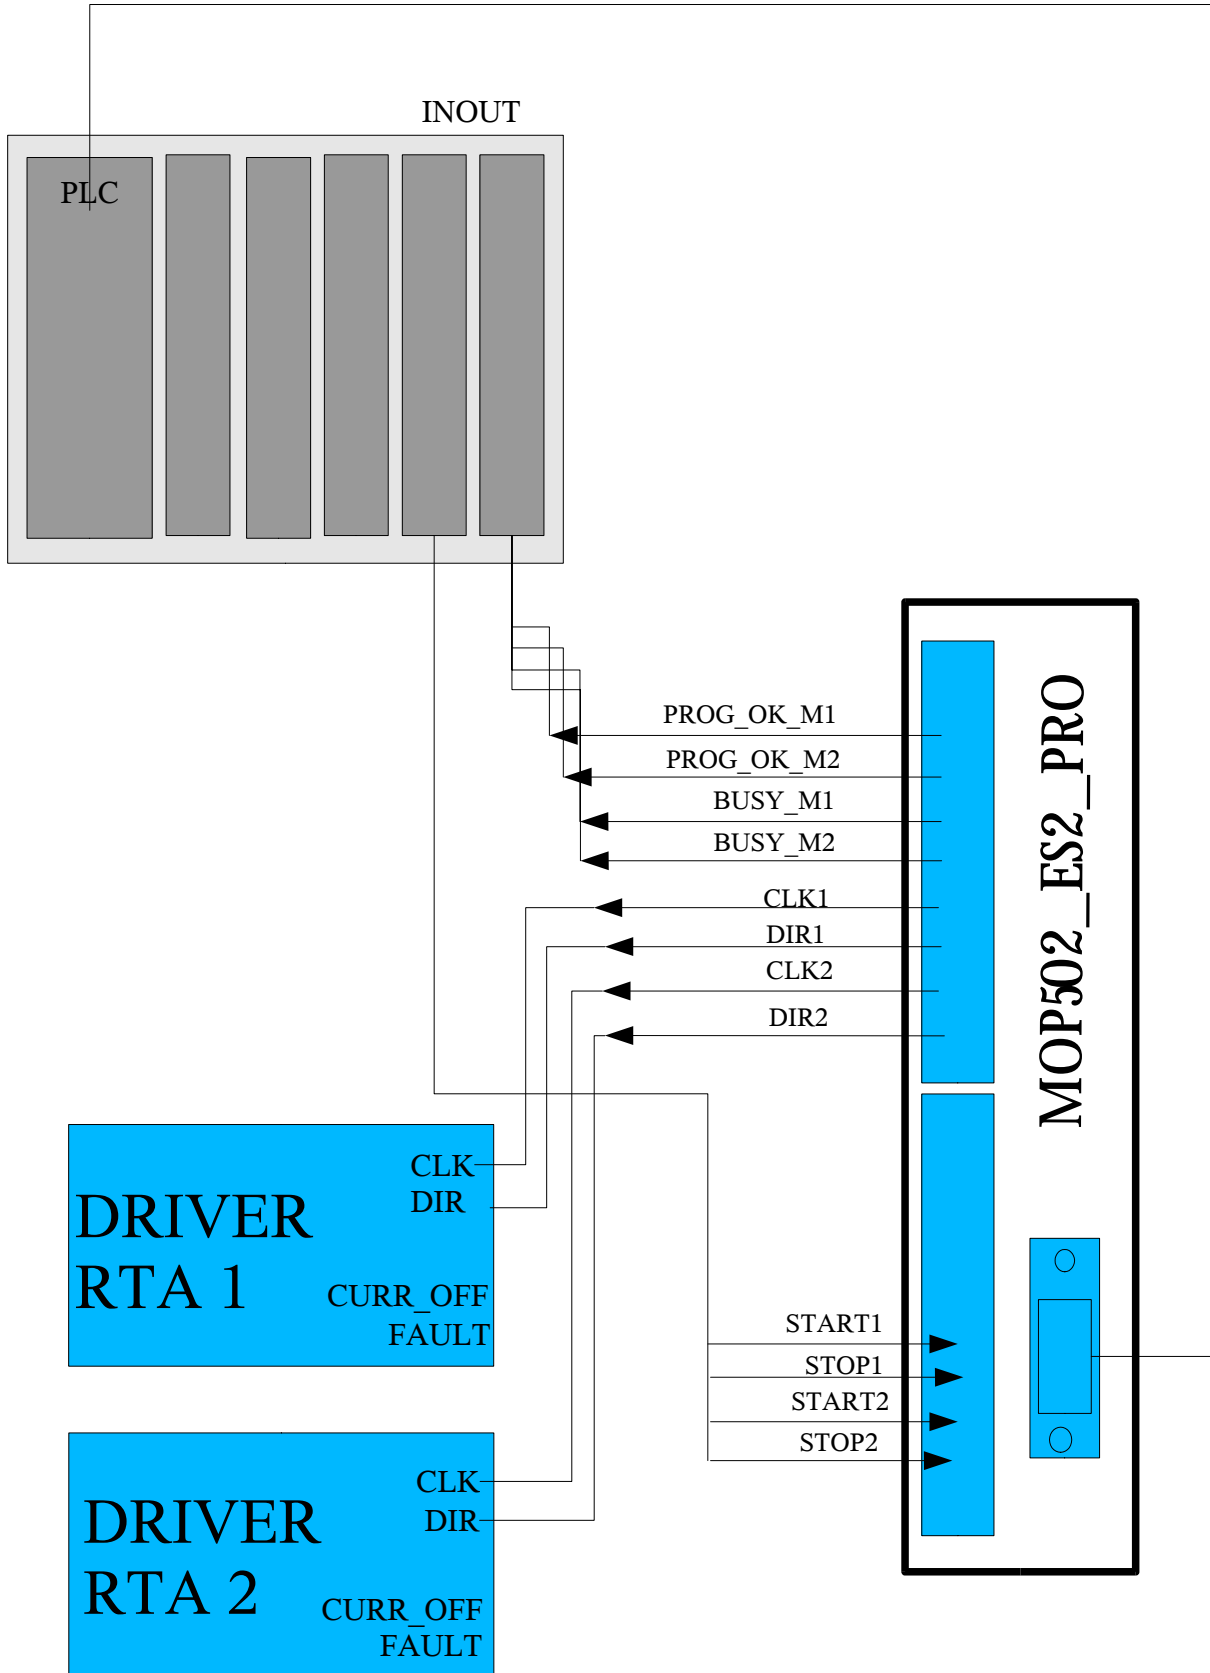 INOUT
PLC
PROG_OK_M1
PROG_OK_M2
BUSY_M1
BUSY_M2
CLK1
DIR1
CLK2
DIR2
MOP502_ES2_PRO
CLK
DIR
DRIVER
RTA 1
CURR_OFF
FAULT
START1
STOP1
START2
STOP2
CLK
DIR
DRIVER
RTA 2
CURR_OFF
FAULT